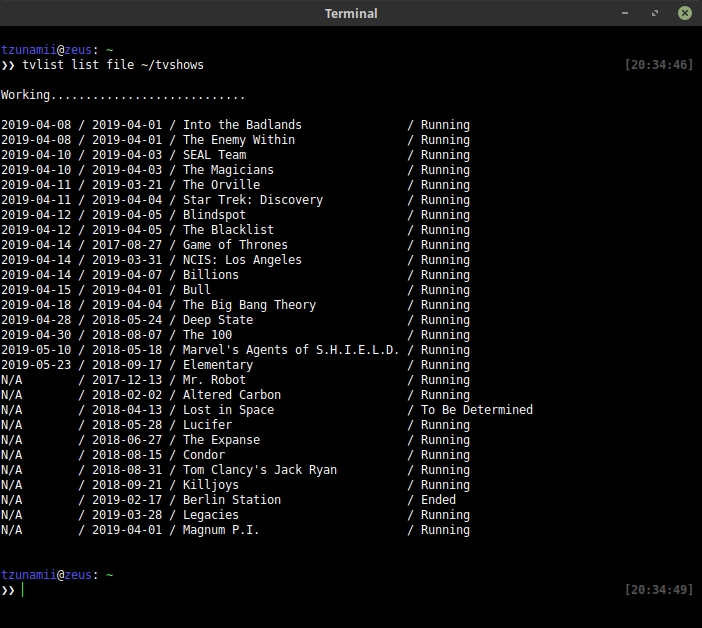 Terminal
tzunamii@zeus: ~
❯❯ tvlist list file ~/tvshows [20:34:46]
Working............................
2019-04-08 / 2019-04-01 / Into the Badlands / Running
2019-04-08 / 2019-04-01 / The Enemy Within / Running
2019-04-10 / 2019-04-03 / SEAL Team / Running
2019-04-10 / 2019-04-03 / The Magicians / Running
2019-04-11 / 2019-03-21 / The Orville / Running
2019-04-11 / 2019-04-04 / Star Trek: Discovery / Running
2019-04-12 / 2019-04-05 / Blindspot / Running
2019-04-12 / 2019-04-05 / The Blacklist / Running
2019-04-14 / 2017-08-27 / Game of Thrones / Running
2019-04-14 / 2019-03-31 / NCIS: Los Angeles / Running
2019-04-14 / 2019-04-07 / Billions / Running
2019-04-15 / 2019-04-01 / Bull / Running
2019-04-18 / 2019-04-04 / The Big Bang Theory / Running
2019-04-28 / 2018-05-24 / Deep State / Running
2019-04-30 / 2018-08-07 / The 100 / Running
2019-05-10 / 2018-05-18 / Marvel's Agents of S.H.I.E.L.D. / Running
2019-05-23 / 2018-09-17 / Elementary / Running
N/A / 2017-12-13 / Mr. Robot / Running
N/A / 2018-02-02 / Altered Carbon / Running
N/A / 2018-04-13 / Lost in Space / To Be Determined
N/A / 2018-05-28 / Lucifer / Running
N/A / 2018-06-27 / The Expanse / Running
N/A / 2018-08-15 / Condor / Running
N/A / 2018-08-31 / Tom Clancy's Jack Ryan / Running
N/A / 2018-09-21 / Killjoys / Running
N/A / 2019-02-17 / Berlin Station / Ended
N/A / 2019-03-28 / Legacies / Running
N/A / 2019-04-01 / Magnum P.I. / Running
tzunamii@zeus: ~
❯❯ [20:34:49]